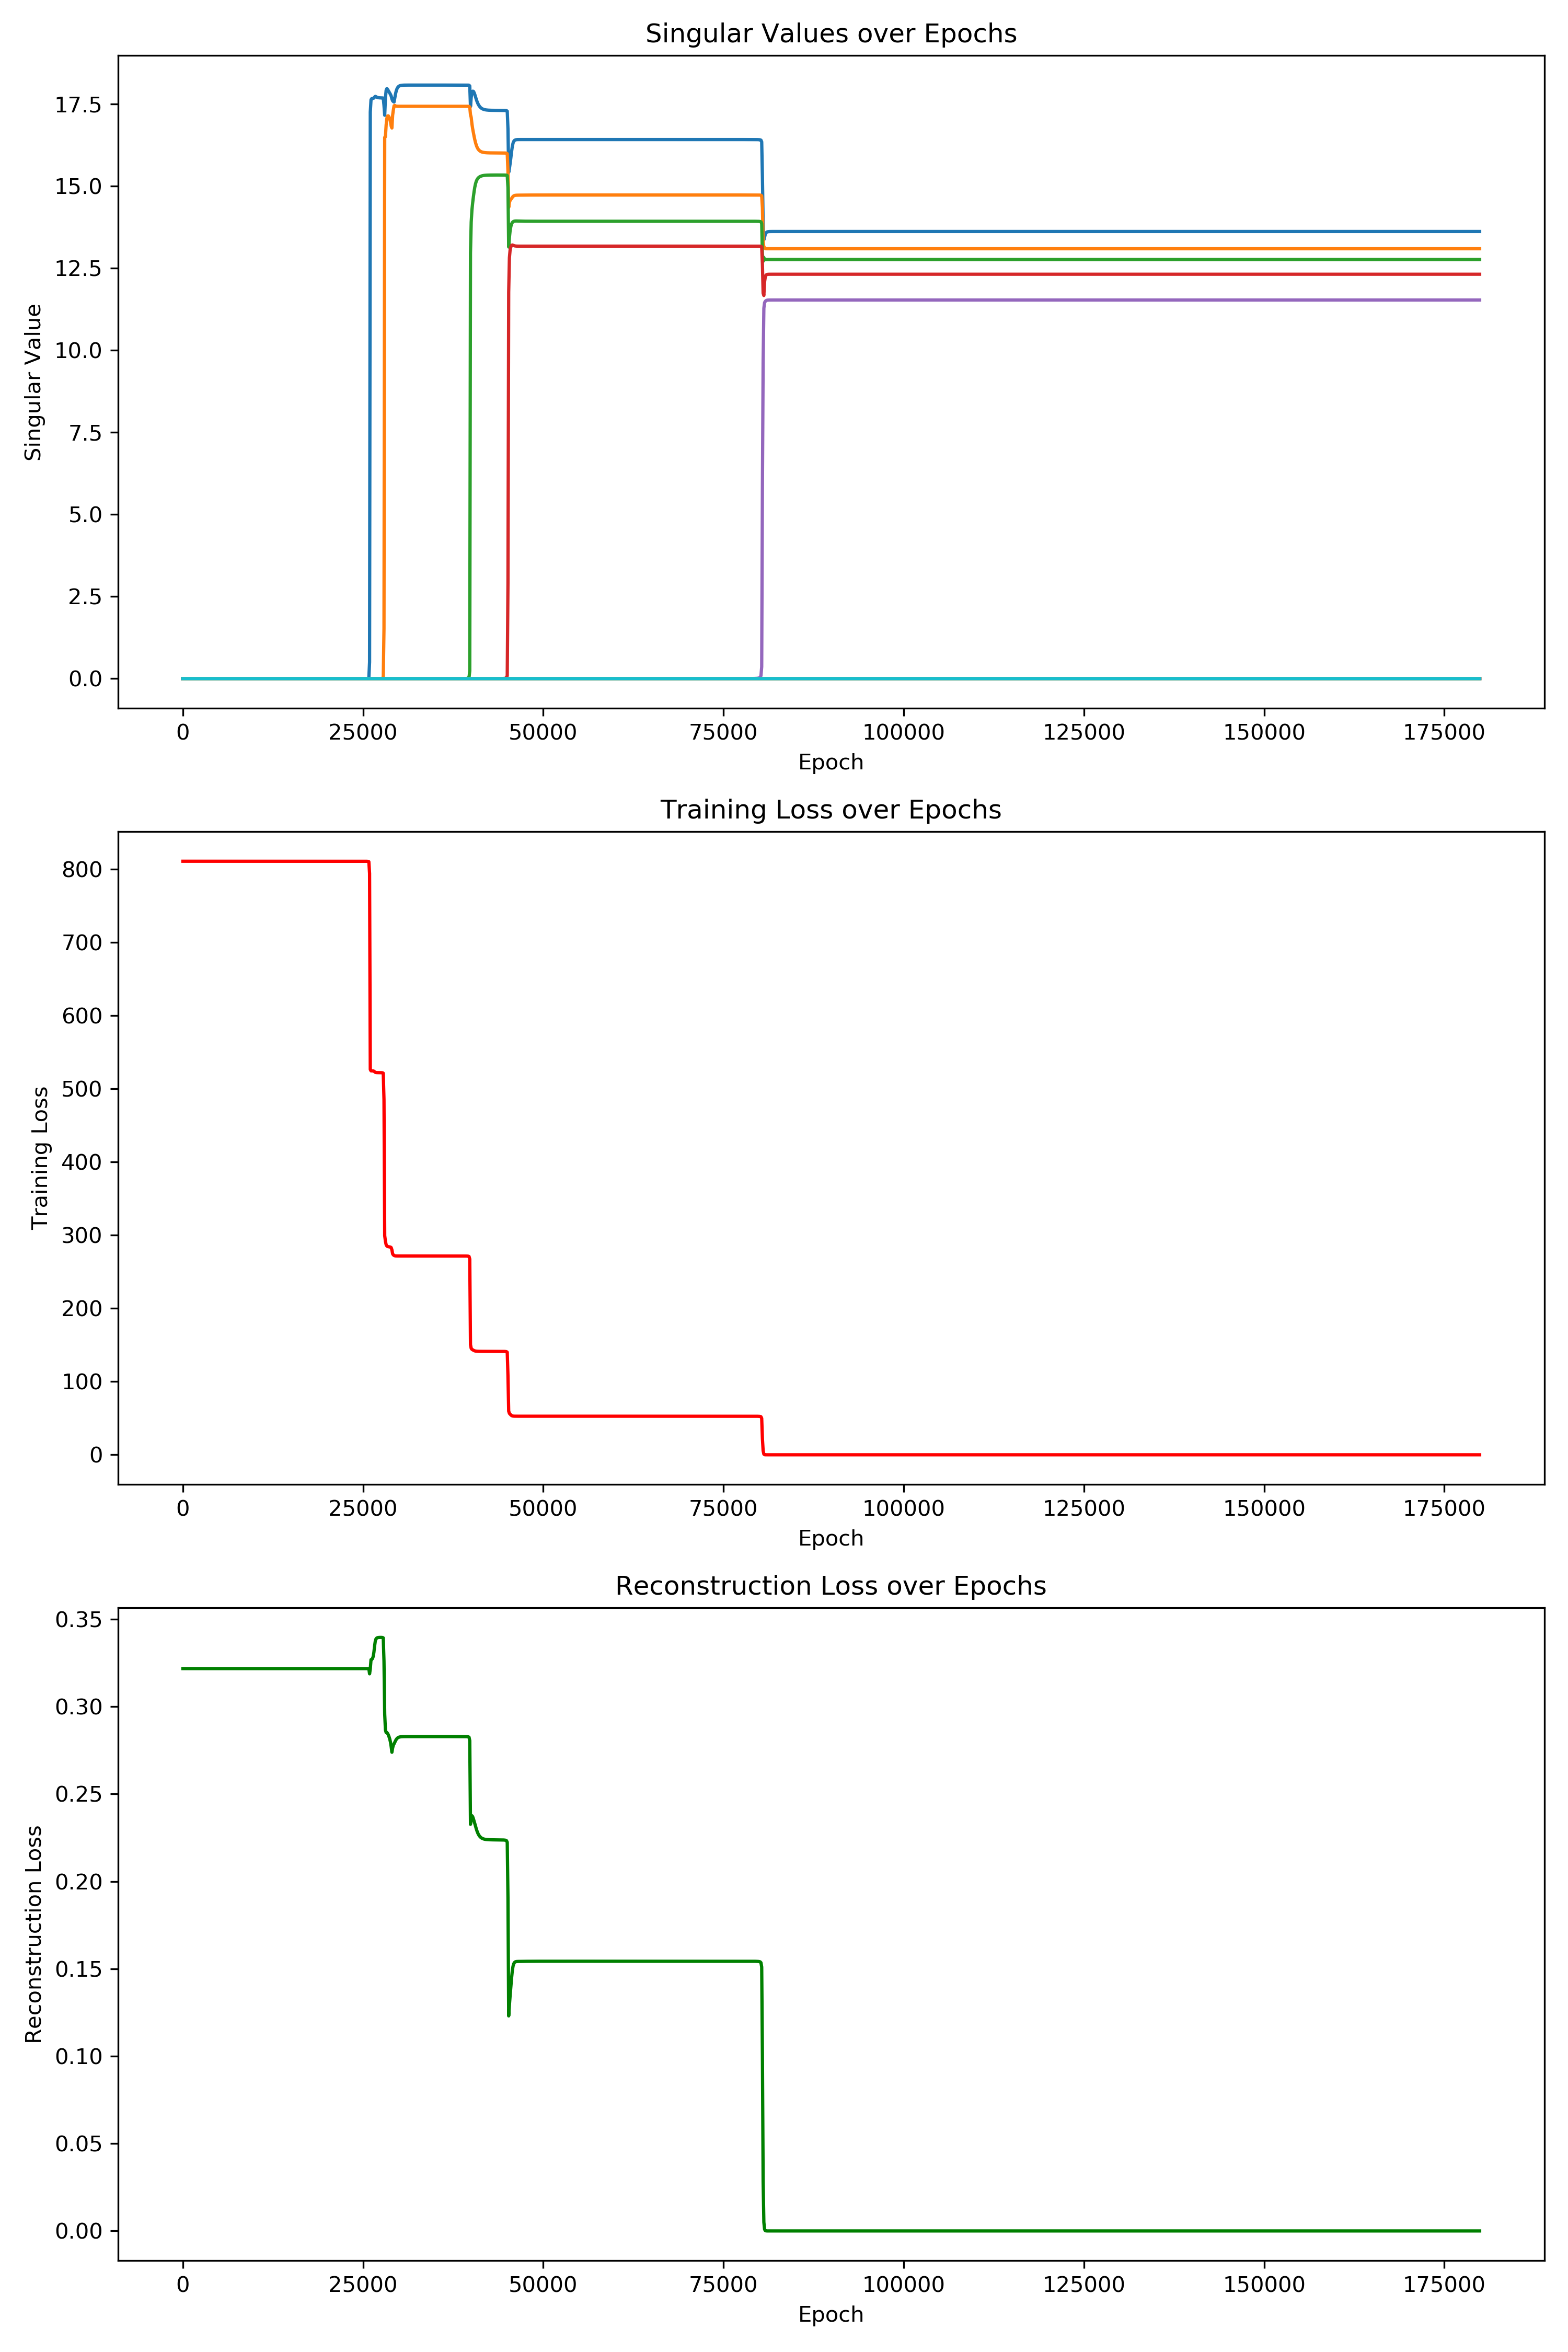 Singular Values over Epochs
Singular Value
17.5
15.0
12.5
10.0
7.5
5.0
2.5
0.0
0 25000 50000 75000 100000 125000 150000 175000
Epoch
Training Loss over Epochs
Training Loss
800
700
600
500
400
300
200
100
0
0 25000 50000 75000 100000 125000 150000 175000
Epoch
Reconstruction Loss over Epochs
Reconstruction Loss
0.35
0.30
0.25
0.20
0.15
0.10
0.05
0.00
0 25000 50000 75000 100000 125000 150000 175000
Epoch